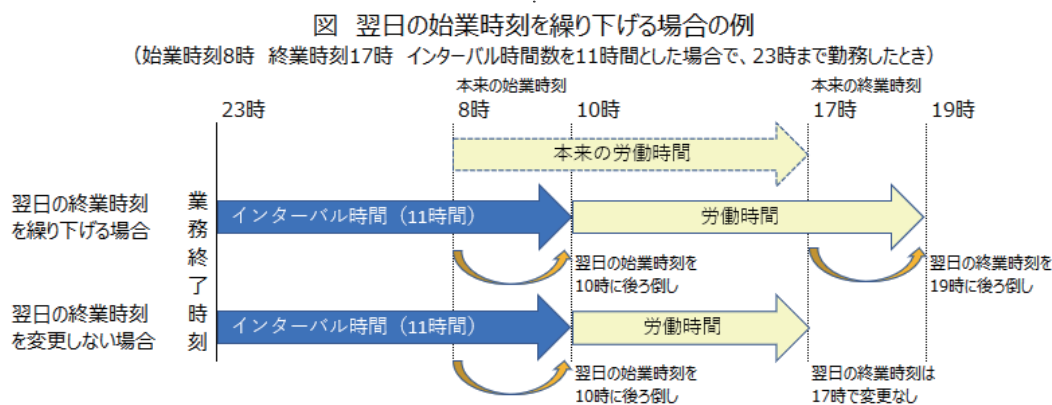 図 翌日の始業時刻を繰り下げる場合の例
（始業時刻8時 終業時刻17時 インターバル時間数を11時間とした場合で、23時まで勤務したとき）
本来の始業時刻
本来の終業時刻
23時
8時
10時
17時
19時
本来の労働時間
翌日の終業時刻
を繰り下げる場合
業務終了時刻
インターバル時間（11時間）
労働時間
翌日の始業時刻を
10時に後ろ倒し
翌日の終業時刻を
19時に後ろ倒し
翌日の終業時刻
を変更しない場合
インターバル時間（11時間）
労働時間
翌日の始業時刻を
10時に後ろ倒し
翌日の終業時刻は
17時で変更なし